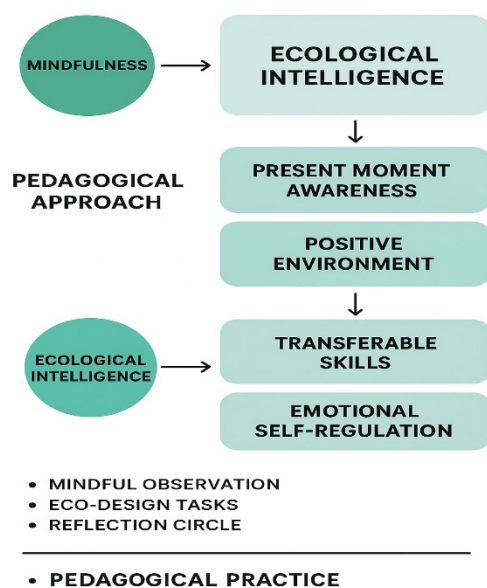 MINDFULNESS
ECOLOGICAL
INTELLIGENCE
PEDAGOGICAL
APPROACH
PRESENT MOMENT
AWARENESS
POSITIVE
ENVIRONMENT
ECOLOGICAL
INTELLIGENCE
TRANSFERABLE
SKILLS
EMOTIONAL
SELF-REGULATION
• MINDFUL OBSERVATION
• ECO-DESIGN TASKS
• REFLECTION CIRCLE
• PEDAGOGICAL PRACTICE